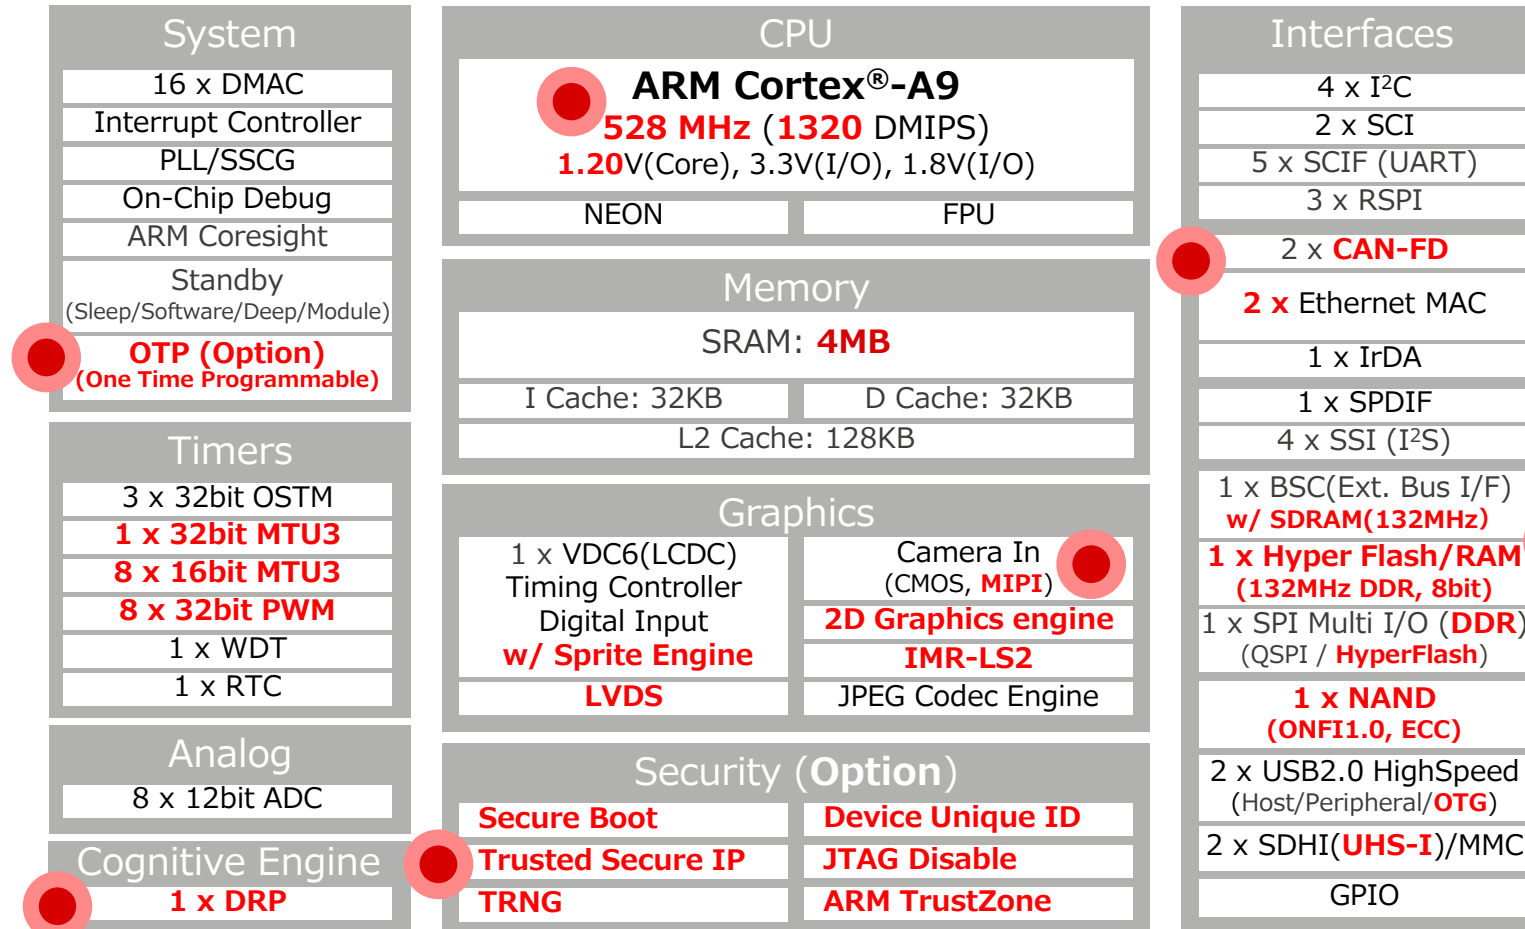 System
16 x DMAC
Interrupt Controller
PLL/SSCG
On-Chip Debug
ARM Coresight
Standby
(Sleep/Software/Deep/Module)
OTP (Option)
(One Time Programmable)
Timers
3 x 32bit OSTM
1 x 32bit MTU3
8 x 16bit MTU3
8 x 32bit PWM
1 x WDT
1 x RTC
Analog
8 x 12bit ADC
Cognitive Engine
1 x DRP
CPU
ARM Cortex®-A9
528 MHz (1320 DMIPS)
1.20V(Core), 3.3V(I/O), 1.8V(I/O)
NEON
FPU
Memory
SRAM: 4MB
I Cache: 32KB
D Cache: 32KB
L2 Cache: 128KB
Graphics
1 x VDC6(LCDC)
Timing Controller
Digital Input
w/ Sprite Engine
LVDS
Camera In
(CMOS, MIPI)
2D Graphics engine
IMR-LS2
JPEG Codec Engine
Security (Option)
Secure Boot
Trusted Secure IP
TRNG
Device Unique ID
JTAG Disable
ARM TrustZone
Interfaces
4 x I²C
2 x SCI
5 x SCIF (UART)
3 x RSPI
2 x CAN-FD
2 x Ethernet MAC
1 x IrDA
1 x SPDIF
4 x SSI (I²S)
1 x BSC(Ext. Bus I/F)
w/ SDRAM(132MHz)
1 x Hyper Flash/RAM
(132MHz DDR, 8bit)
1 x SPI Multi I/O (DDR)
(QSPI / HyperFlash)
1 x NAND
(ONFI1.0, ECC)
2 x USB2.0 HighSpeed
(Host/Peripheral/OTG)
2 x SDHI(UHS-I)/MMC
GPIO